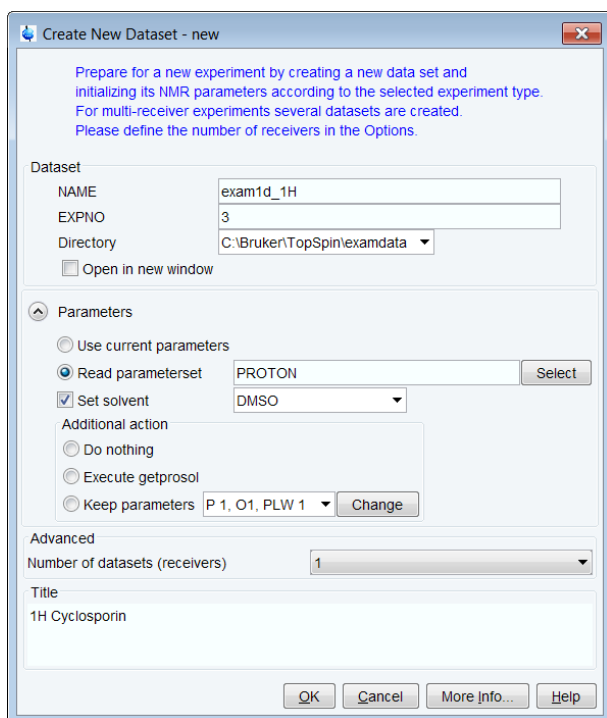 Create New Dataset - new
Prepare for a new experiment by creating a new data set and
initializing its NMR parameters according to the selected experiment type.
For multi-receiver experiments several datasets are created.
Please define the number of receivers in the Options.
Dataset
NAME exam1d_1H
EXPNO 3
Directory C:\Bruker\TopSpin\examdata
Open in new window
Parameters
Use current parameters
Read parameterset PROTON Select
Set solvent DMSO
Additional action
Do nothing
Execute getprosol
Keep parameters P 1, O1, PLW 1 Change
Advanced
Number of datasets (receivers) 1
Title
1H Cyclosporin
OK Cancel More Info... Help